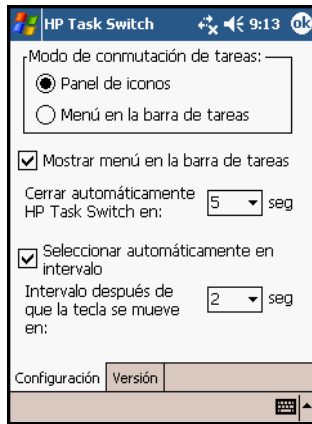 HP Task Switch 9:13 ok
Modo de conmutación de tareas:
Panel de iconos
Menú en la barra de tareas
Mostrar menú en la barra de tareas
Cerrar automáticamente
HP Task Switch en: 5 seg
Seleccionar automáticamente en
intervalo
Intervalo después de
que la tecla se mueve 2 seg
en:
Configuración Versión